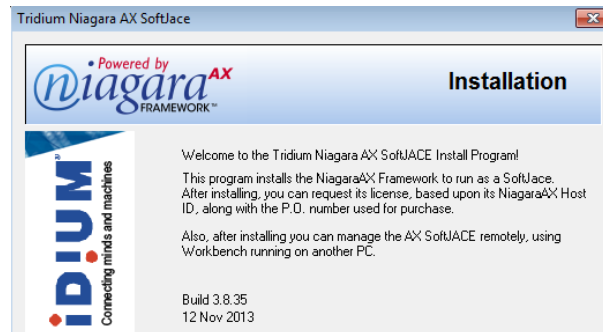 Tridium Niagara AX SoftJace
Powered by
niagara AX
FRAMEWORK™
Installation
IDIUM
Connecting minds and machines
Welcome to the Tridium Niagara AX SoftJACE Install Program!
This program installs the NiagaraAX Framework to run as a SoftJace.
After installing, you can request its license, based upon its NiagaraAX Host
ID, along with the P.O. number used for purchase.
Also, after installing you can manage the AX SoftJACE remotely, using
Workbench running on another PC.
Build 3.8.35
12 Nov 2013